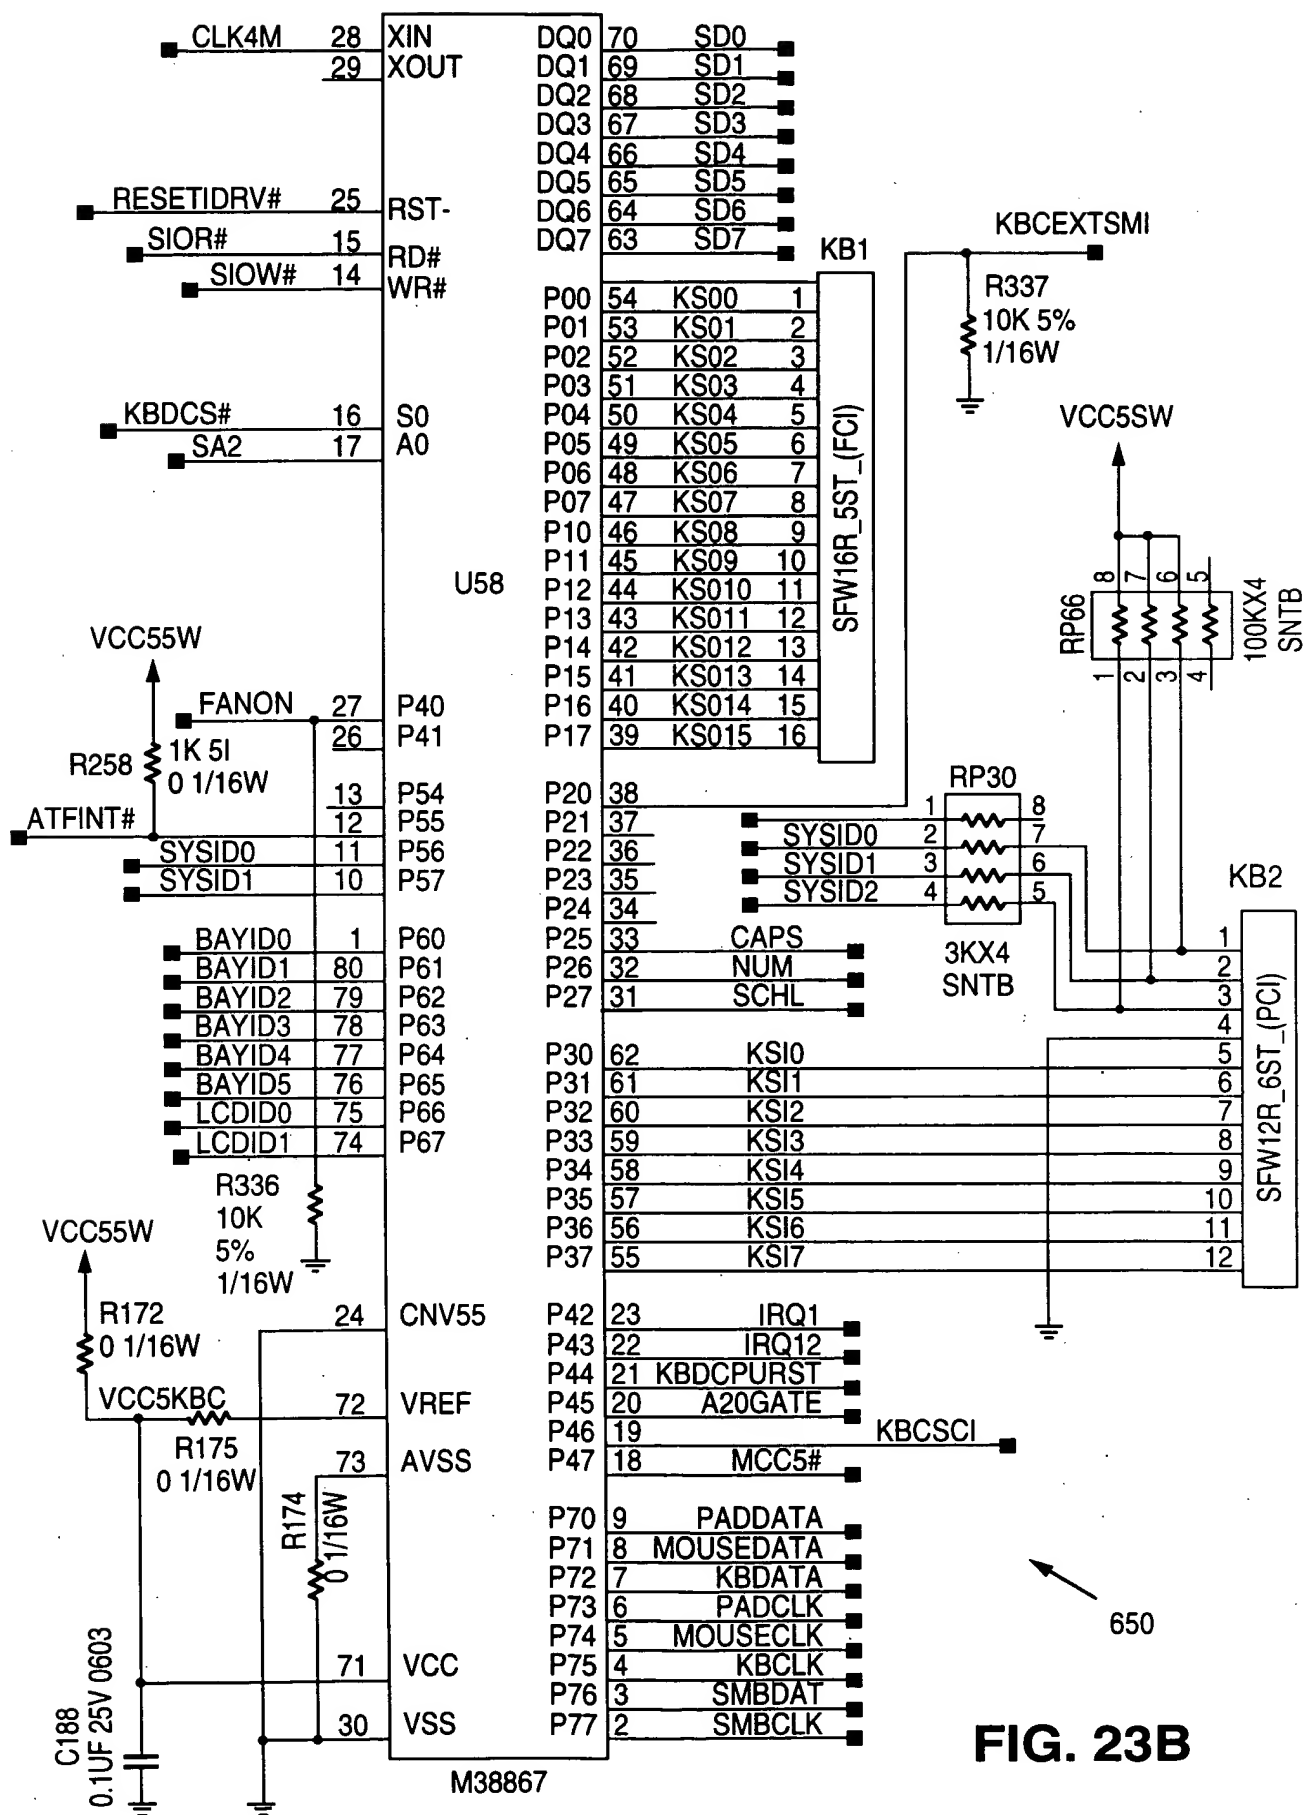 CLK4M 28 XIN DQ0 70 SD0
29 XOUT DQ1 69 SD1
DQ2 68 SD2
DQ3 67 SD3
DQ4 66 SD4
DQ5 65 SD5
RESETIDRV# 25 RST- DQ6 64 SD6
SIOR# 15 RD# DQ7 63 SD7
SIOW# 14 WR#
KB1
KBCEXTSMI
R337
10K 5%
1/16W
P00 54 KS00 1
P01 53 KS01 2
P02 52 KS02 3
P03 51 KS03 4
KBDCS# 16 S0 P04 50 KS04 5
SA2 17 A0 P05 49 KS05 6
P06 48 KS06 7
P07 47 KS07 8
P10 46 KS08 9
P11 45 KS09 10
P12 44 KS010 11
P13 43 KS011 12
P14 42 KS012 13
P15 41 KS013 14
P16 40 KS014 15
P17 39 KS015 16
SFW16R_5ST_(FCI)
U58
VCC5SW
8 7 6 5
RP66
100KX4
SNTB
1 2 3 4
VCC55W
FANON 27 P40
26 P41
R258
1K 5I
0 1/16W
13 P54
ATFINT# 12 P55
SYSID0 11 P56
SYSID1 10 P57
P20 38
P21 37
P22 36
P23 35
P24 34
P25 33 CAPS
P26 32 NUM
P27 31 SCHL
RP30
1 8
SYSID0 2 7
SYSID1 3 6
SYSID2 4 5
3KX4
SNTB
KB2
1
2
3
4
BAYID0 1 P60
BAYID1 80 P61
BAYID2 79 P62
BAYID3 78 P63
BAYID4 77 P64
BAYID5 76 P65
LCDID0 75 P66
LCDID1 74 P67
P30 62 KSI0 5
P31 61 KSI1 6
P32 60 KSI2 7
P33 59 KSI3 8
P34 58 KSI4 9
P35 57 KSI5 10
P36 56 KSI6 11
P37 55 KSI7 12
SFW12R_6ST_(PCI)
R336
10K
5%
1/16W
VCC55W
R172
0 1/16W
VCC5KBC
R175
0 1/16W
24 CNV55
72 VREF
73 AVSS
R174
0 1/16W
71 VCC
30 VSS
C188
0.1UF 25V 0603
P42 23 IRQ1
P43 22 IRQ12
P44 21 KBDCPURST
P45 20 A20GATE
P46 19 KBCSCI
P47 18 MCC5#
P70 9 PADDATA
P71 8 MOUSEDATA
P72 7 KBDATA
P73 6 PADCLK
P74 5 MOUSECLK
P75 4 KBCLK
P76 3 SMBDAT
P77 2 SMBCLK
650
M38867
FIG. 23B